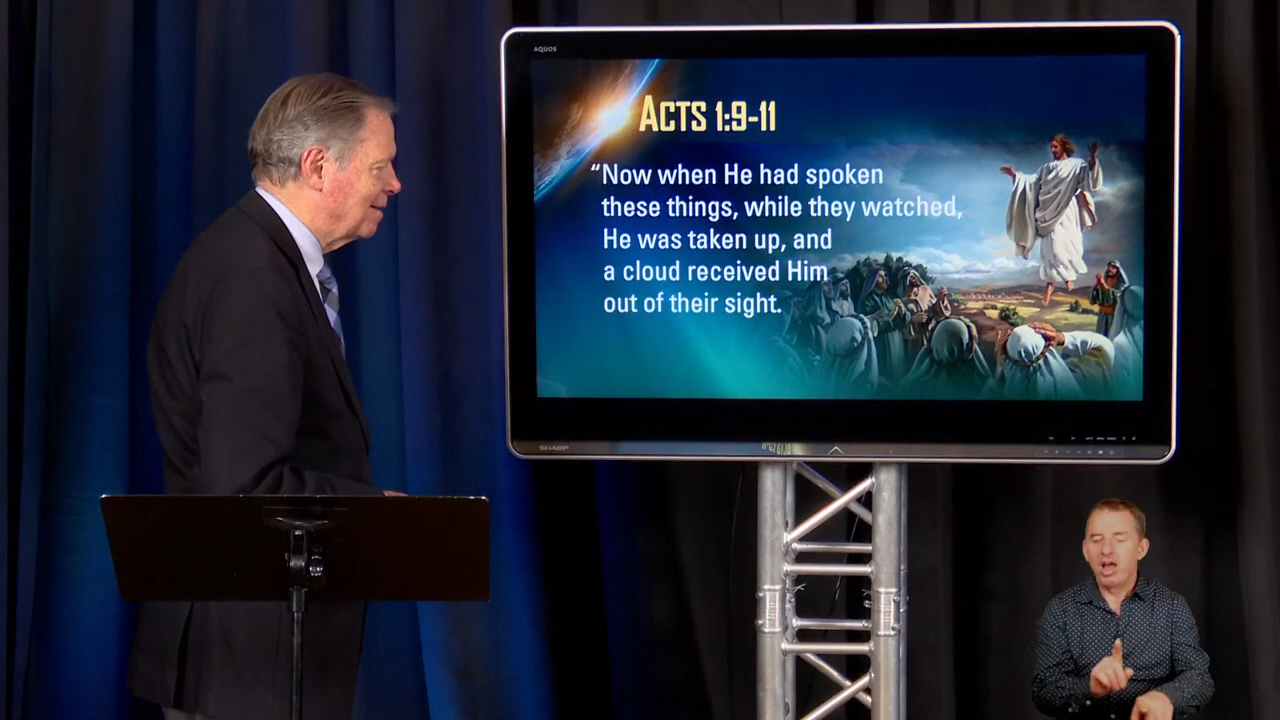 AQUOS
ACTS 1:9-11
“Now when He had spoken
these things, while they watched,
He was taken up, and
a cloud received Him
out of their sight.
SHARP